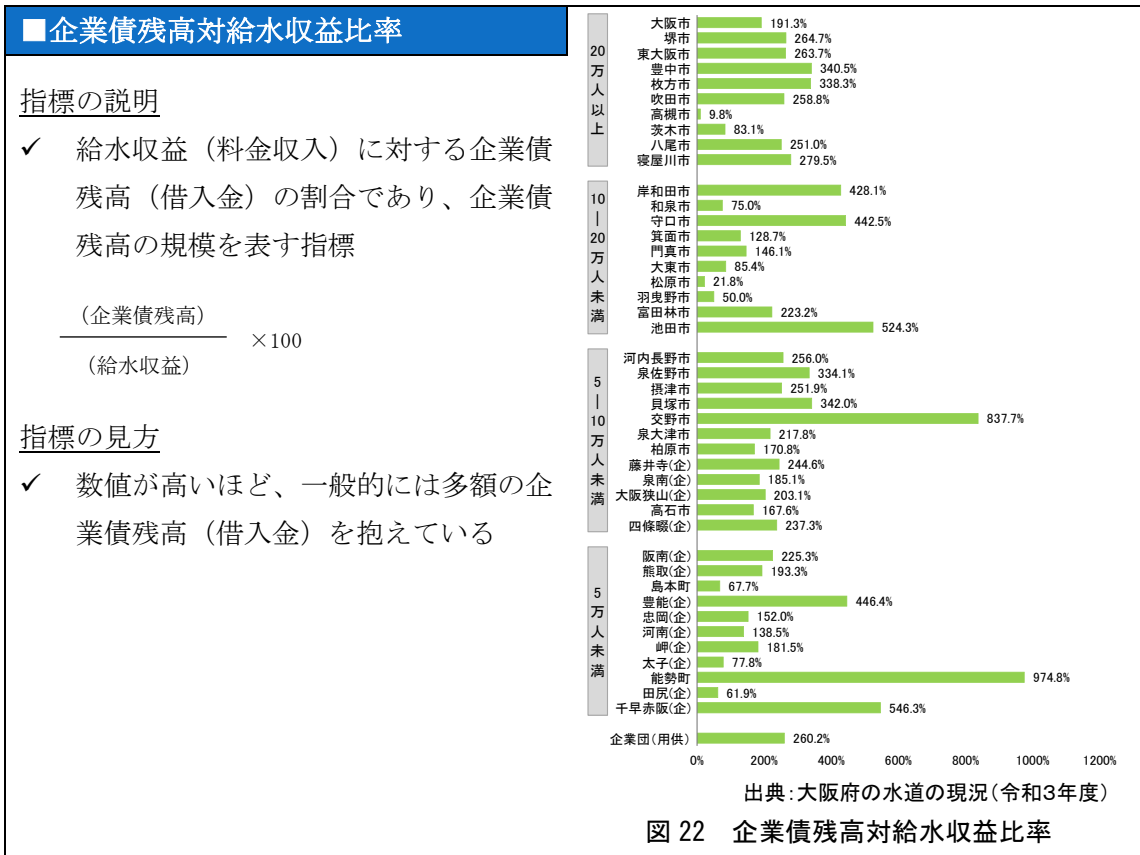 ■企業債残高対給水収益比率
指標の説明
✓ 給水収益（料金収入）に対する企業債
残高（借入金）の割合であり、企業債
残高の規模を表す指標
（企業債残高）
×100
（給水収益）
指標の見方
✓ 数値が高いほど、一般的には多額の企
業債残高（借入金）を抱えている
20万人以上
大阪市 191.3%
堺市 264.7%
東大阪市 263.7%
豊中市 340.5%
枚方市 338.3%
吹田市 258.8%
高槻市 9.8%
茨木市 83.1%
八尾市 251.0%
寝屋川市 279.5%
10|20万人未満
岸和田市 428.1%
和泉市 75.0%
守口市 442.5%
箕面市 128.7%
門真市 146.1%
大東市 85.4%
松原市 21.8%
羽曳野市 50.0%
富田林市 223.2%
池田市 524.3%
5|10万人未満
河内長野市 256.0%
泉佐野市 334.1%
摂津市 251.9%
貝塚市 342.0%
交野市 837.7%
泉大津市 217.8%
柏原市 170.8%
藤井寺(企) 244.6%
泉南(企) 185.1%
大阪狭山(企) 203.1%
高石市 167.6%
四條畷(企) 237.3%
5万人未満
阪南(企) 225.3%
熊取(企) 193.3%
島本町 67.7%
豊能(企) 446.4%
忠岡(企) 152.0%
河南(企) 138.5%
岬(企) 181.5%
太子(企) 77.8%
能勢町 974.8%
田尻(企) 61.9%
千早赤阪(企) 546.3%
企業団(用供) 260.2%
0% 200% 400% 600% 800% 1000% 1200%
出典：大阪府の水道の現況（令和3年度）
図 22 企業債残高対給水収益比率